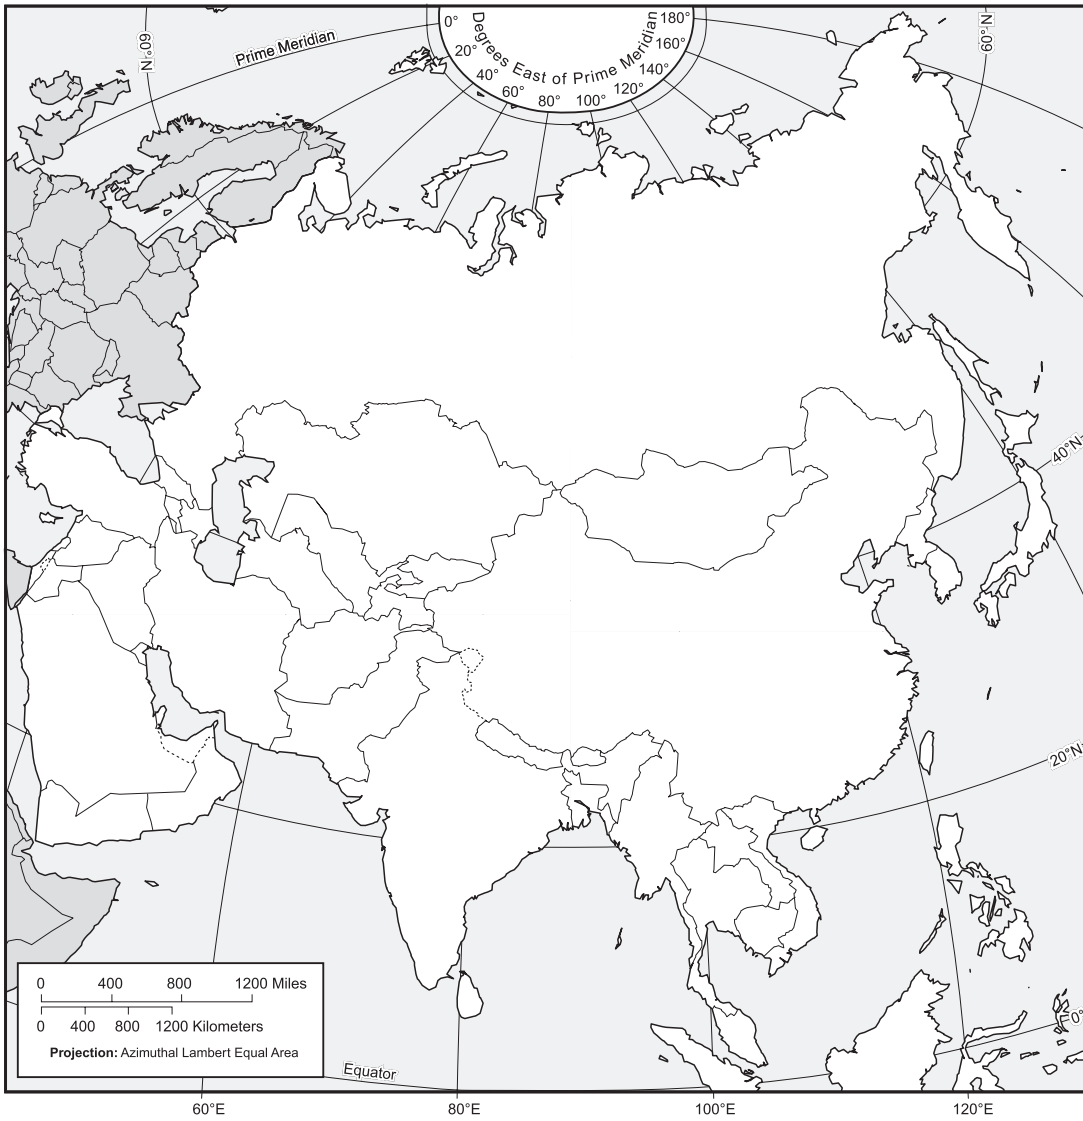 0°
20°
40°
60°
80°
100°
120°
140°
160°
180°
Degrees East of Prime Meridian
60°N
Prime Meridian
N°09
40°N
20°N
0°
0 400 800 1200 Miles
0 400 800 1200 Kilometers
Projection: Azimuthal Lambert Equal Area
Equator
60°E 80°E 100°E 120°E